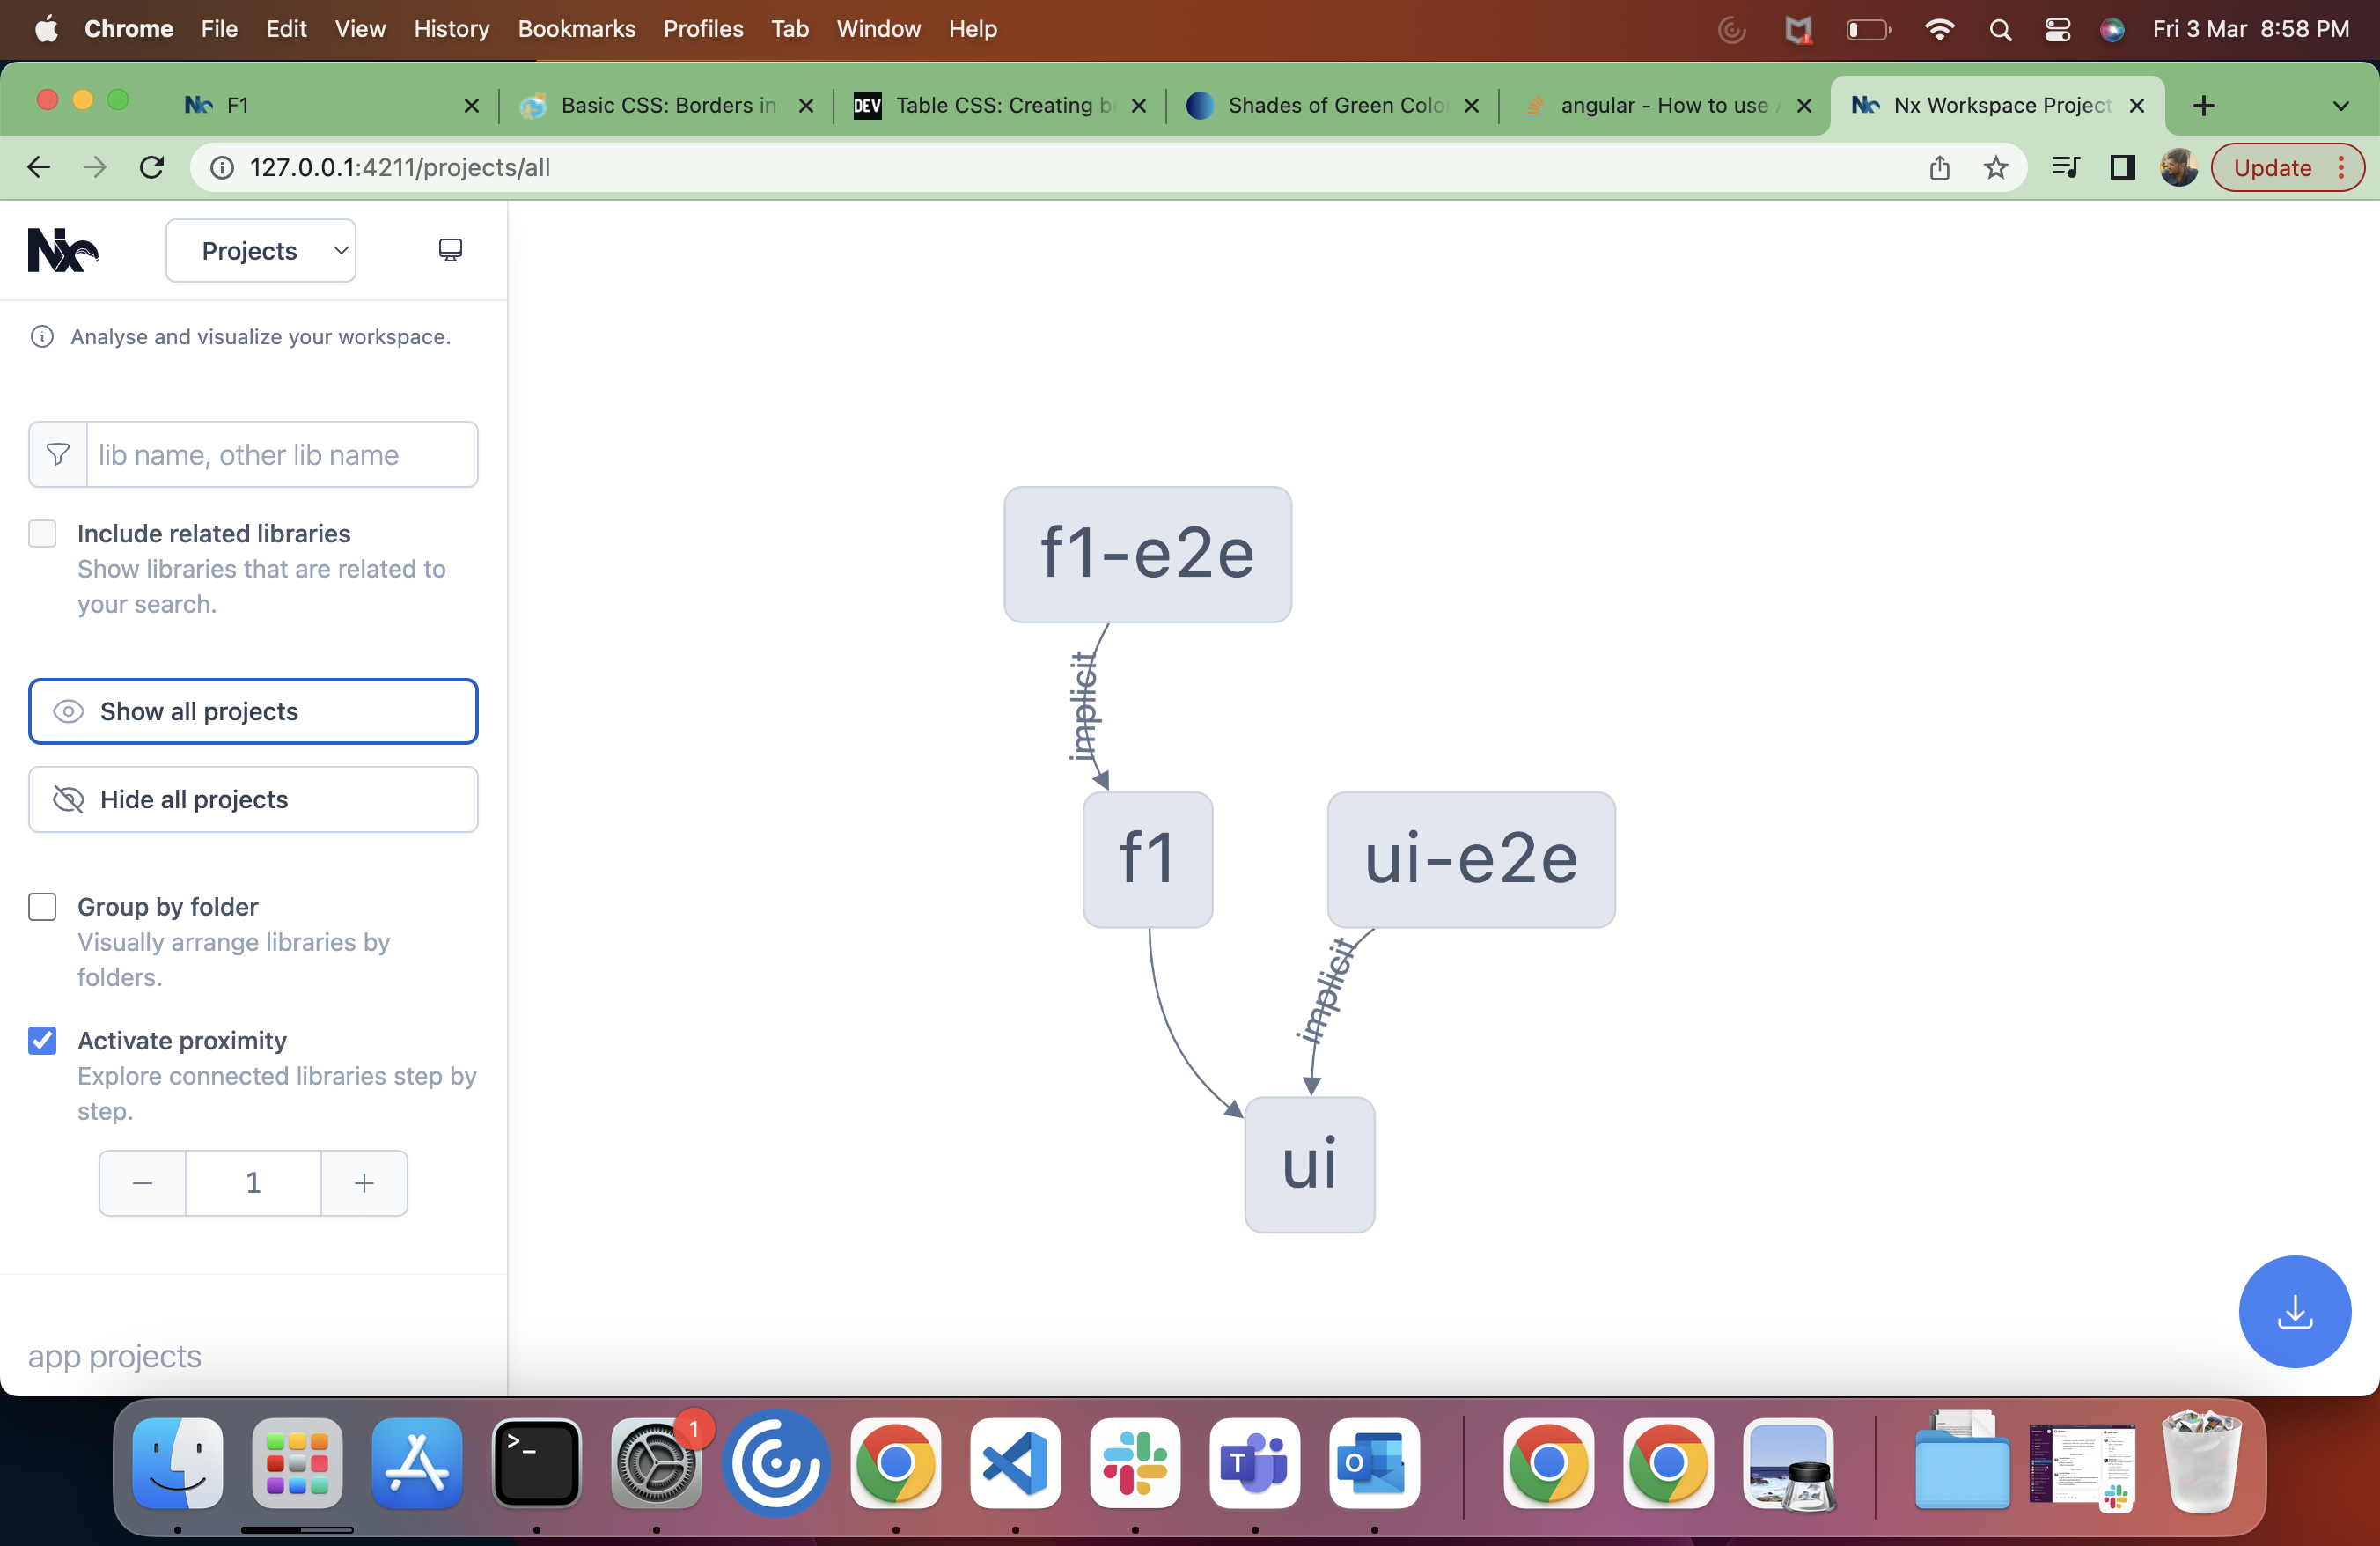 Chrome File Edit View History Bookmarks Profiles Tab Window Help Fri 3 Mar 8:58 PM
F1 Basic CSS: Borders in DEV Table CSS: Creating b Shades of Green Colo angular - How to use Nx Workspace Project
127.0.0.1:4211/projects/all Update
Nx Projects
Analyse and visualize your workspace.
lib name, other lib name
Include related libraries
Show libraries that are related to
your search.
Show all projects
Hide all projects
Group by folder
Visually arrange libraries by
folders.
Activate proximity
Explore connected libraries step by
step.
1
app projects
f1-e2e
implicit
f1
ui-e2e
implicit
ui
1
T
O